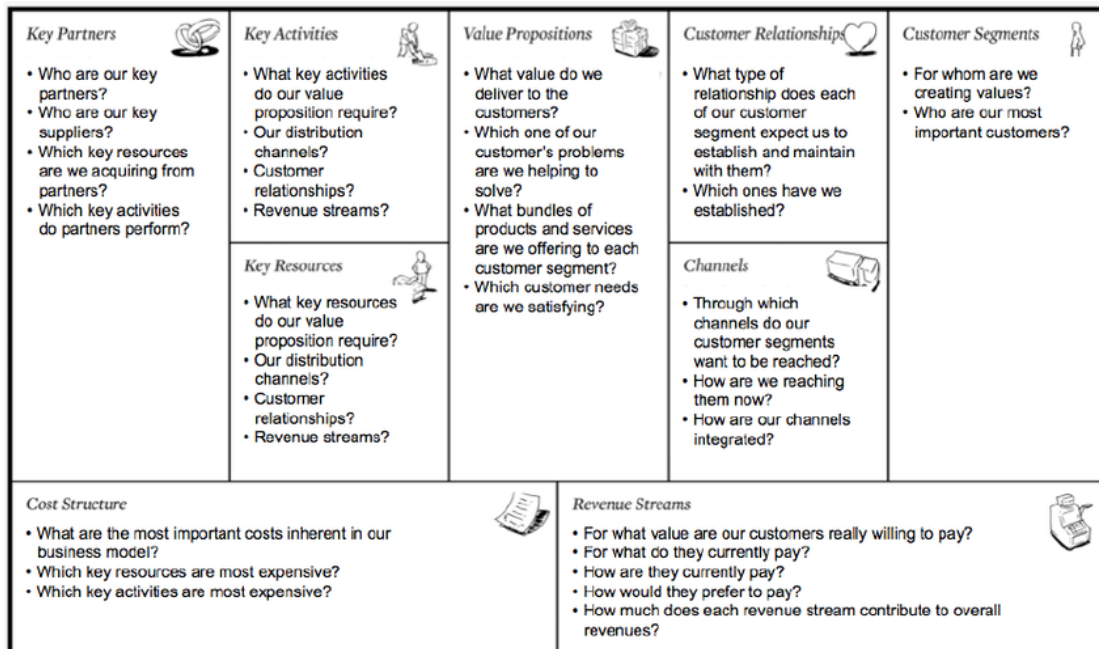 Key Partners
• Who are our key
partners?
• Who are our key
suppliers?
• Which key resources
are we acquiring from
partners?
• Which key activities
do partners perform?
Key Activities
• What key activities
do our value
proposition require?
• Our distribution
channels?
• Customer
relationships?
• Revenue streams?
Key Resources
• What key resources
do our value
proposition require?
• Our distribution
channels?
• Customer
relationships?
• Revenue streams?
Value Propositions
• What value do we
deliver to the
customers?
• Which one of our
customer's problems
are we helping to
solve?
• What bundles of
products and services
are we offering to each
customer segment?
• Which customer needs
are we satisfying?
Customer Relationships
• What type of
relationship does each
of our customer
segment expect us to
establish and maintain
with them?
• Which ones have we
established?
Channels
• Through which
channels do our
customer segments
want to be reached?
• How are we reaching
them now?
• How are our channels
integrated?
Customer Segments
• For whom are we
creating values?
• Who are our most
important customers?
Cost Structure
• What are the most important costs inherent in our
business model?
• Which key resources are most expensive?
• Which key activities are most expensive?
Revenue Streams
• For what value are our customers really willing to pay?
• For what do they currently pay?
• How are they currently pay?
• How would they prefer to pay?
• How much does each revenue stream contribute to overall
revenues?